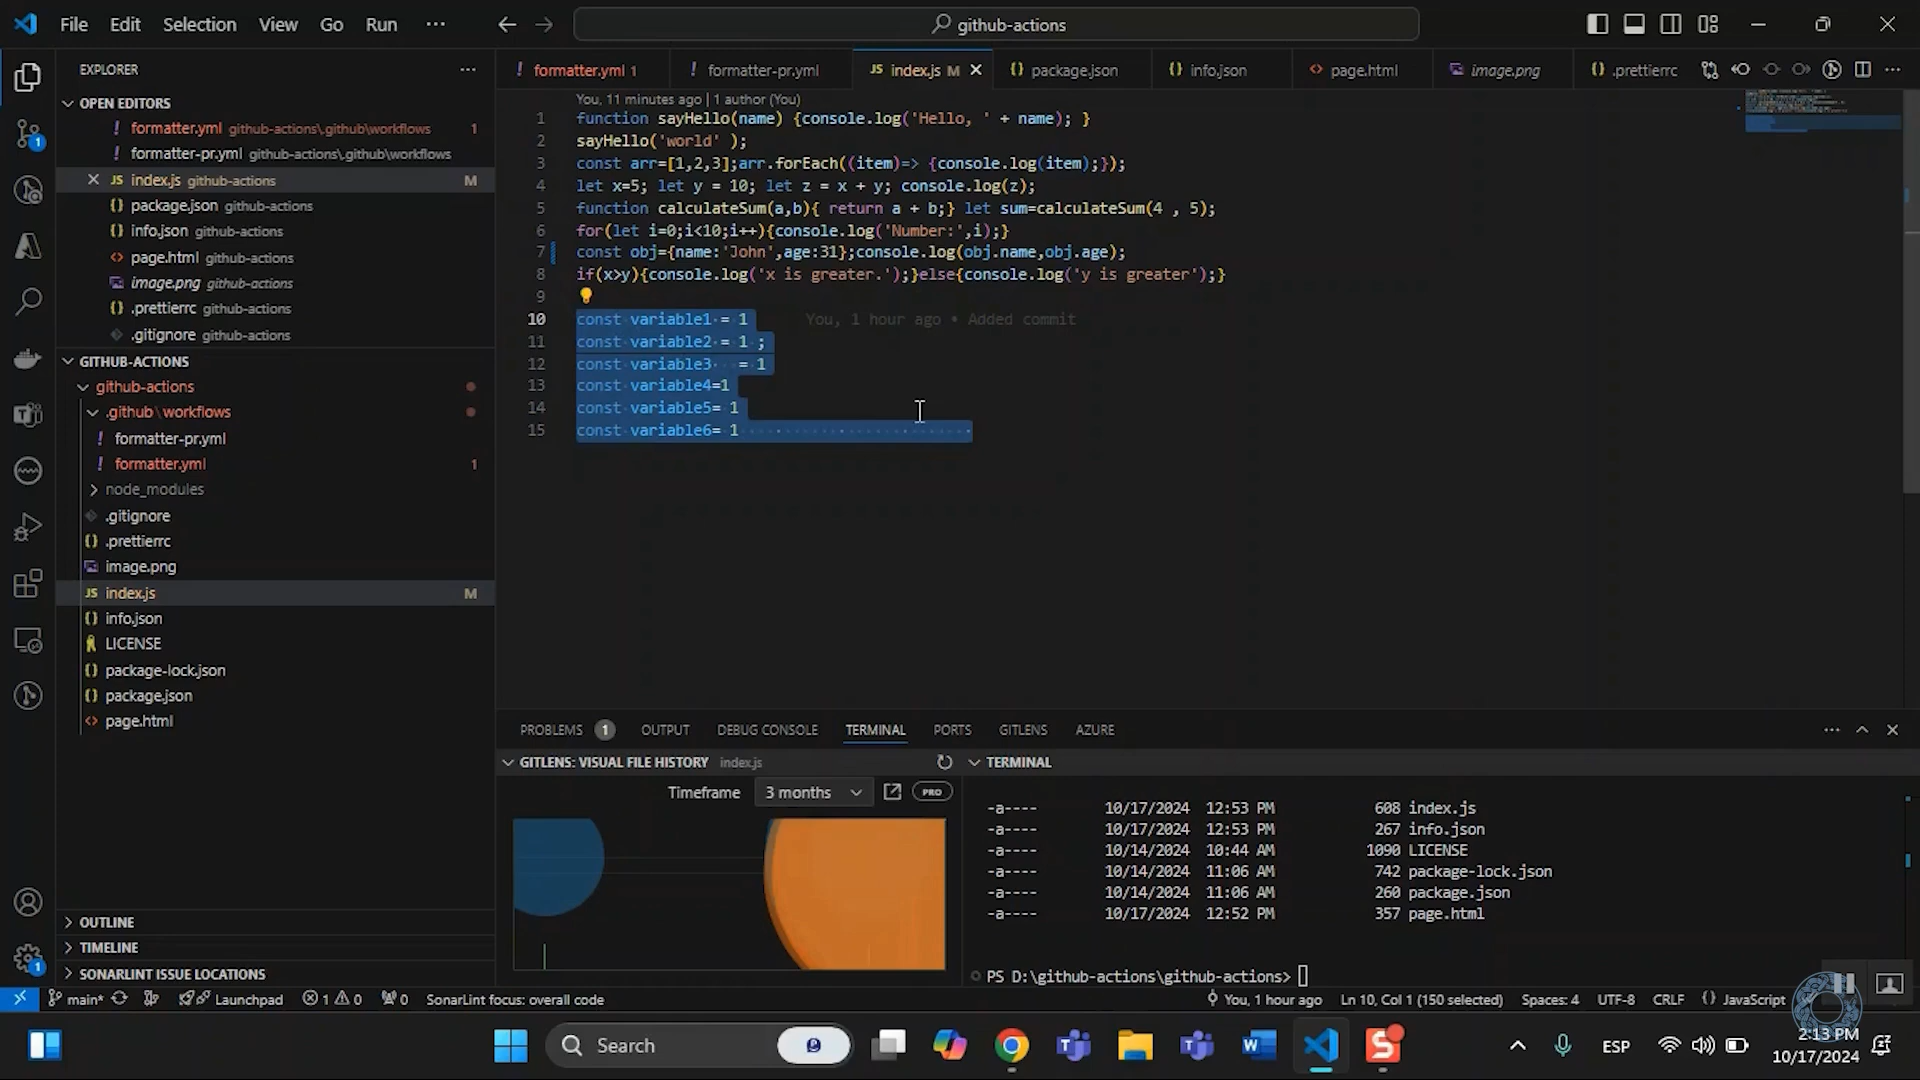 File Edit Selection View Go Run ···
github-actions
EXPLORER ···
OPEN EDITORS
! formatter.yml github-actions\.github\workflows 1
! formatter-pr.yml github-actions\.github\workflows
JS index.js github-actions M
{} package.json github-actions
{} info.json github-actions
<> page.html github-actions
image.png github-actions
{} .prettierrc github-actions
.gitignore github-actions
GITHUB-ACTIONS
github-actions
.github\workflows
! formatter-pr.yml
! formatter.yml 1
node_modules
.gitignore
{} .prettierrc
image.png
JS index.js M
{} info.json
LICENSE
{} package-lock.json
{} package.json
<> page.html
OUTLINE
TIMELINE
SONARLINT ISSUE LOCATIONS
! formatter.yml 1 ! formatter-pr.yml JS index.js M {} package.json {} info.json <> page.html image.png {} .prettierrc ···
You, 11 minutes ago | 1 author (You)
1 function sayHello(name) {console.log('Hello, ' + name); }
2 sayHello('world' );
3 const arr=[1,2,3];arr.forEach((item)=> {console.log(item);});
4 let x=5; let y = 10; let z = x + y; console.log(z);
5 function calculateSum(a,b){ return a + b;} let sum=calculateSum(4 , 5);
6 for(let i=0;i<10;i++){console.log('Number:',i);}
7 const obj={name:'John',age:31};console.log(obj.name,obj.age);
8 if(x>y){console.log('x is greater.');}else{console.log('y is greater');}
9
10 const variable1 = 1 You, 1 hour ago • Added commit
11 const variable2 = 1 ;
12 const variable3   = 1
13 const variable4=1
14 const variable5= 1
15 const variable6= 1
PROBLEMS 1 OUTPUT DEBUG CONSOLE TERMINAL PORTS GITLENS AZURE ···
GITLENS: VISUAL FILE HISTORY index.js
Timeframe 3 months PRO
TERMINAL
-a---- 10/17/2024 12:53 PM 608 index.js
-a---- 10/17/2024 12:53 PM 267 info.json
-a---- 10/14/2024 10:44 AM 1090 LICENSE
-a---- 10/14/2024 11:06 AM 742 package-lock.json
-a---- 10/14/2024 11:06 AM 260 package.json
-a---- 10/17/2024 12:52 PM 357 page.html
PS D:\github-actions\github-actions>
main* Launchpad 1 0 0 SonarLint focus: overall code You, 1 hour ago Ln 10, Col 1 (150 selected) Spaces: 4 UTF-8 CRLF {} JavaScript
Search
ESP
2:13 PM
10/17/2024